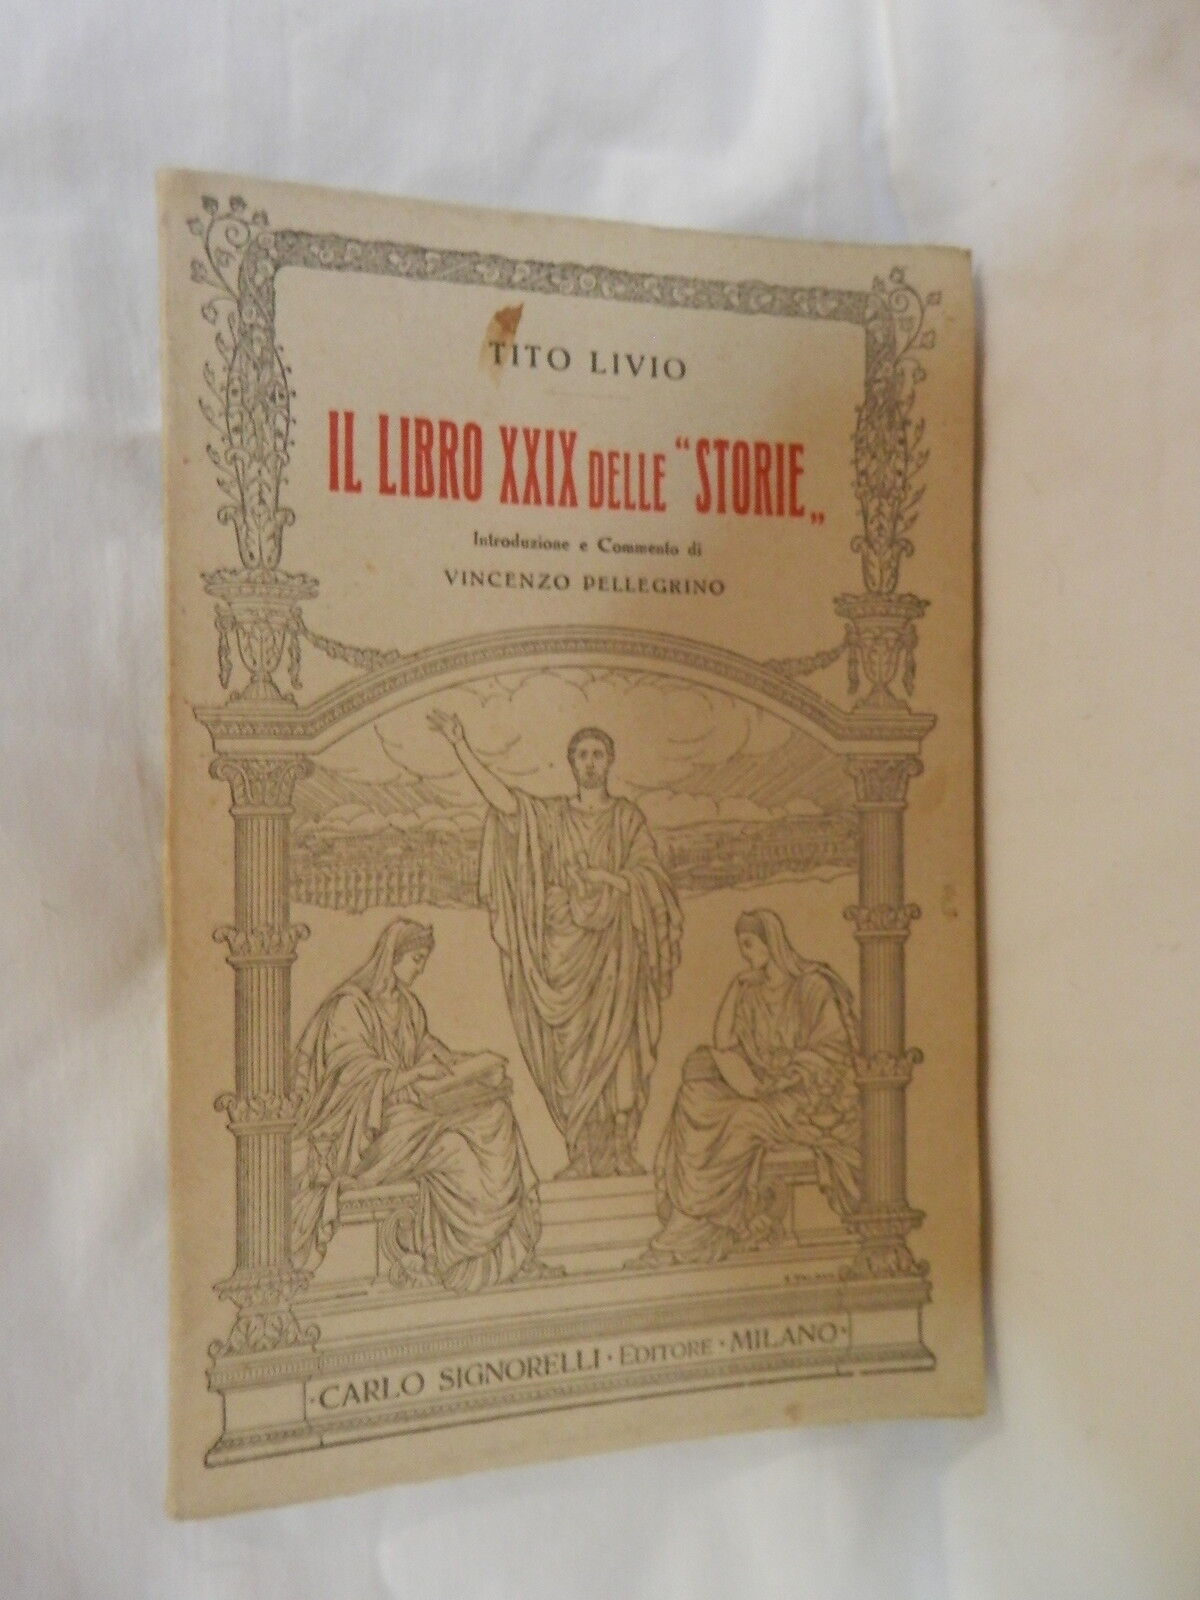 TITO LIVIO
IL LIBRO XXIX DELLE "STORIE„
Introduzione e Commento di
VINCENZO PELLEGRINO
·CARLO SIGNORELLI · EDITORE · MILANO·